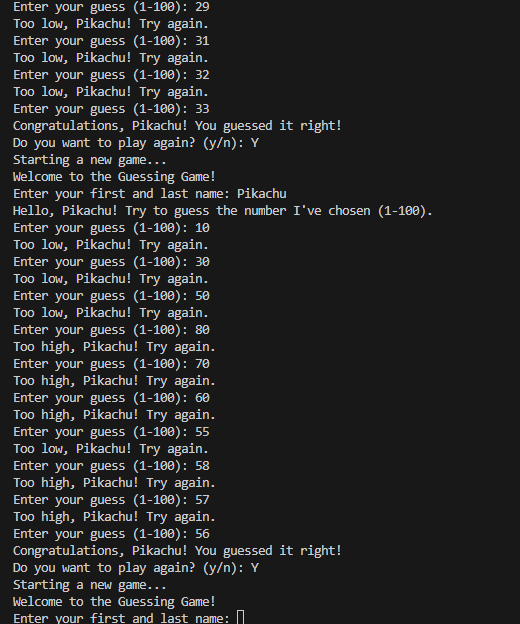 Enter your guess (1-100): 29
Too low, Pikachu! Try again.
Enter your guess (1-100): 31
Too low, Pikachu! Try again.
Enter your guess (1-100): 32
Too low, Pikachu! Try again.
Enter your guess (1-100): 33
Congratulations, Pikachu! You guessed it right!
Do you want to play again? (y/n): Y
Starting a new game...
Welcome to the Guessing Game!
Enter your first and last name: Pikachu
Hello, Pikachu! Try to guess the number I've chosen (1-100).
Enter your guess (1-100): 10
Too low, Pikachu! Try again.
Enter your guess (1-100): 30
Too low, Pikachu! Try again.
Enter your guess (1-100): 50
Too low, Pikachu! Try again.
Enter your guess (1-100): 80
Too high, Pikachu! Try again.
Enter your guess (1-100): 70
Too high, Pikachu! Try again.
Enter your guess (1-100): 60
Too high, Pikachu! Try again.
Enter your guess (1-100): 55
Too low, Pikachu! Try again.
Enter your guess (1-100): 58
Too high, Pikachu! Try again.
Enter your guess (1-100): 57
Too high, Pikachu! Try again.
Enter your guess (1-100): 56
Congratulations, Pikachu! You guessed it right!
Do you want to play again? (y/n): Y
Starting a new game...
Welcome to the Guessing Game!
Enter your first and last name: